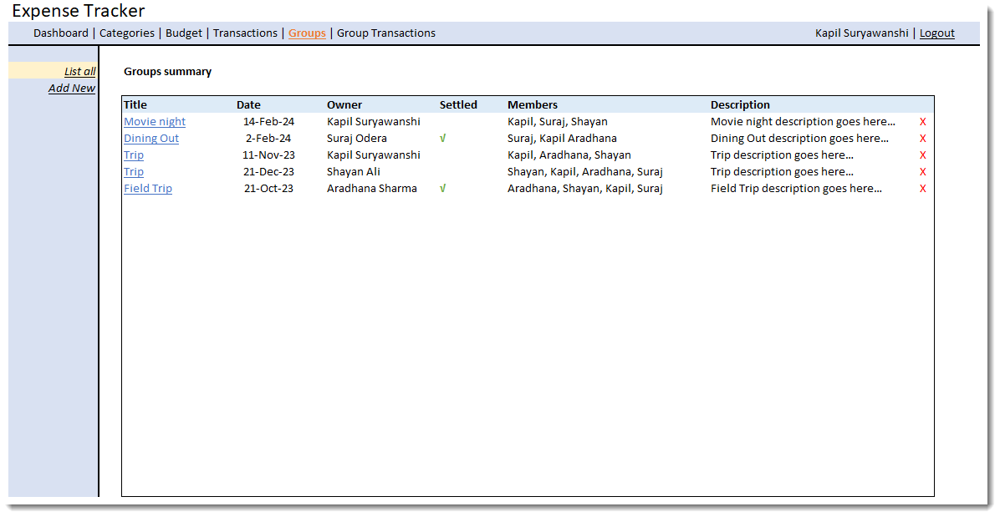 Expense Tracker
Dashboard | Categories | Budget | Transactions | Groups | Group Transactions Kapil Suryawanshi | Logout
List all
Add New
Groups summary
Title Date Owner Settled Members Description
Movie night 14-Feb-24 Kapil Suryawanshi Kapil, Suraj, Shayan Movie night description goes here... X
Dining Out 2-Feb-24 Suraj Odera √ Suraj, Kapil Aradhana Dining Out description goes here... X
Trip 11-Nov-23 Kapil Suryawanshi Kapil, Aradhana, Shayan Trip description goes here... X
Trip 21-Dec-23 Shayan Ali Shayan, Kapil, Aradhana, Suraj Trip description goes here... X
Field Trip 21-Oct-23 Aradhana Sharma √ Aradhana, Shayan, Kapil, Suraj Field Trip description goes here... X